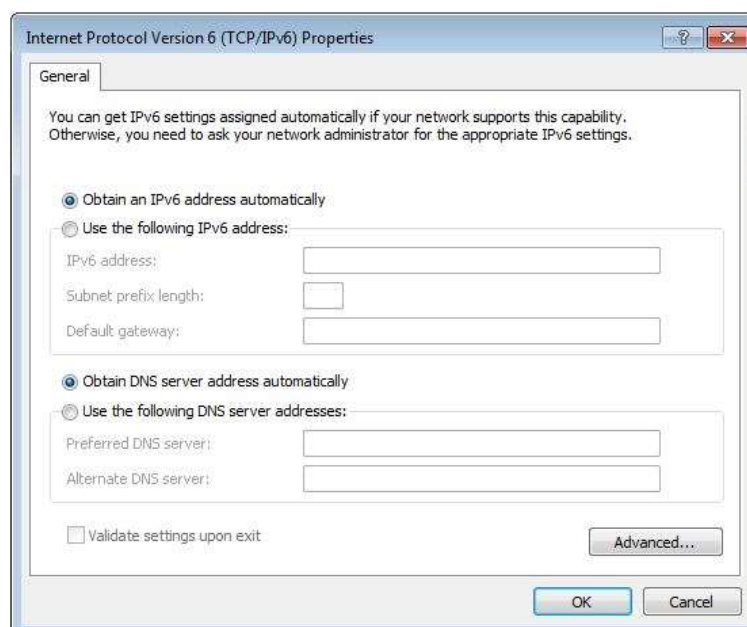 Internet Protocol Version 6 (TCP/IPv6) Properties
General
You can get IPv6 settings assigned automatically if your network supports this capability.
Otherwise, you need to ask your network administrator for the appropriate IPv6 settings.
Obtain an IPv6 address automatically
Use the following IPv6 address:
IPv6 address:
Subnet prefix length:
Default gateway:
Obtain DNS server address automatically
Use the following DNS server addresses:
Preferred DNS server:
Alternate DNS server:
Validate settings upon exit
Advanced...
OK
Cancel